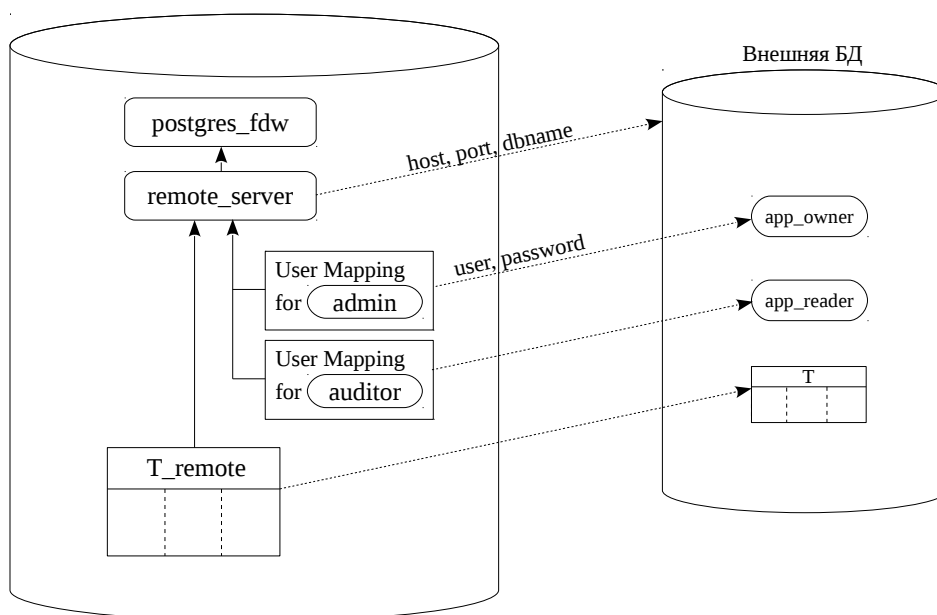 Внешняя БД
postgres_fdw
host, port, dbname
remote_server
app_owner
user, password
User Mapping
for admin
app_reader
User Mapping
for auditor
T
T_remote